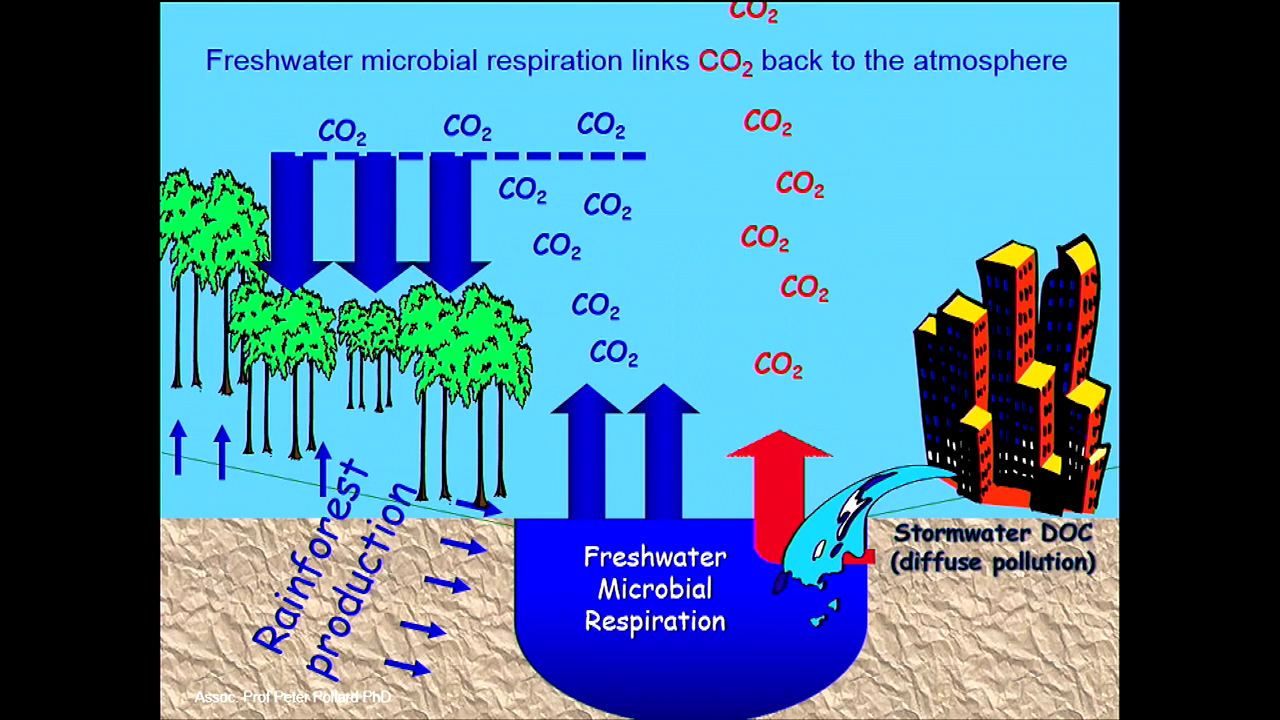 CO2
Freshwater microbial respiration links CO2 back to the atmosphere
CO2
CO2
CO2
CO2
CO2
CO2
CO2
CO2
CO2
CO2
CO2
CO2
CO2
CO2
Rainforest
production
Freshwater
Microbial
Respiration
Stormwater DOC
(diffuse pollution)
Assoc. Prof Peter Pollard PhD